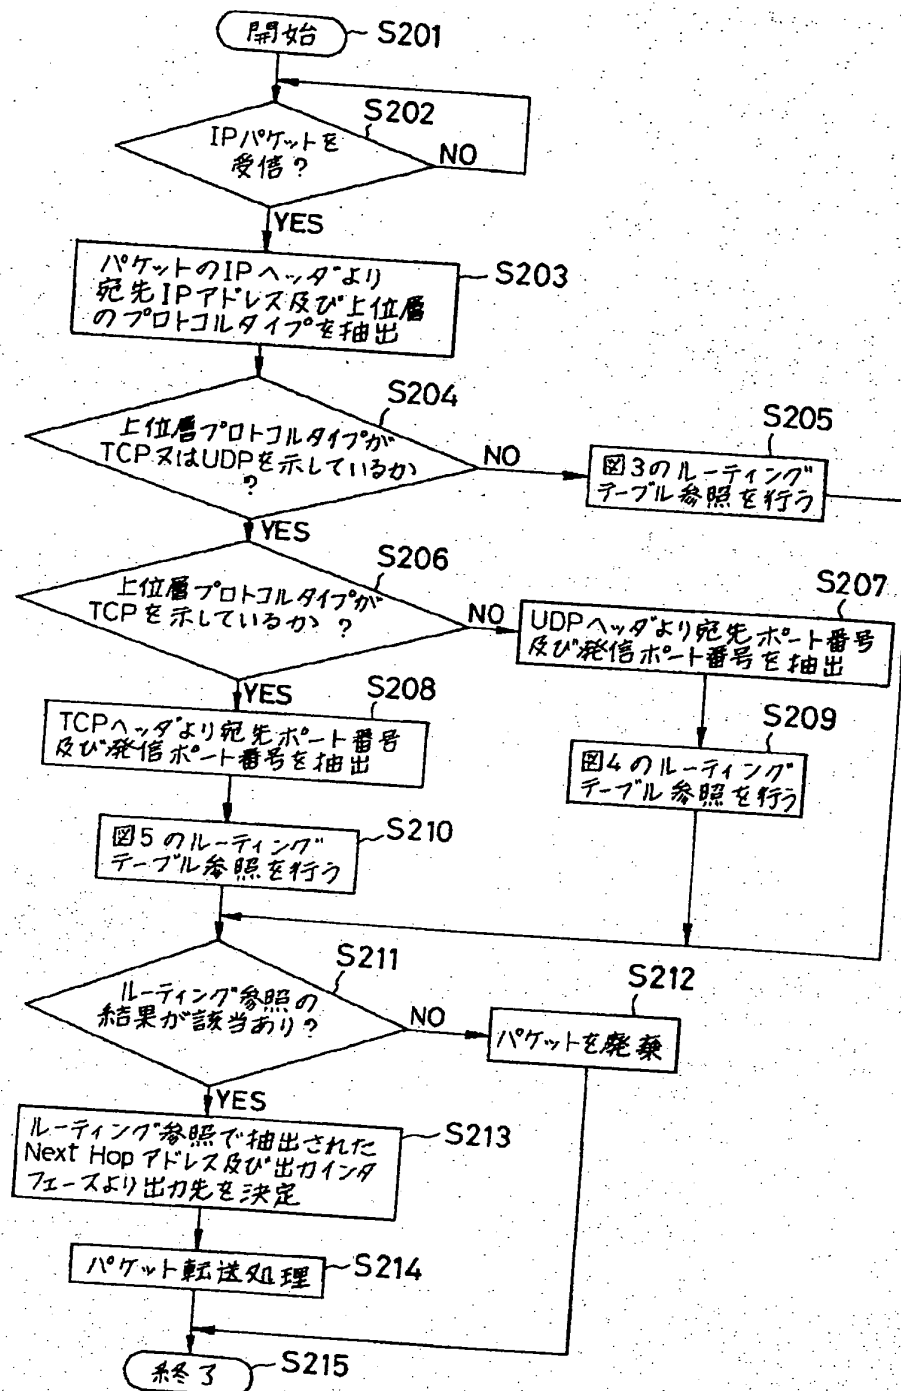 開始
S201
S202
IPパケットを
受信?
NO
YES
パケットのIPヘッダより
宛先IPアドレス及び上位層
のプロトコルタイプを抽出
S203
S204
上位層プロトコルタイプが
TCP又はUDPを示しているか
?
NO
S205
図3のルーティング
テーブル参照を行う
YES
S206
上位層プロトコルタイプが
TCPを示しているか?
NO
S207
UDPヘッダより宛先ポート番号
及び発信ポート番号を抽出
YES
S208
TCPヘッダより宛先ポート番号
及び発信ポート番号を抽出
S209
図4のルーティング
テーブル参照を行う
S210
図5のルーティング
テーブル参照を行う
S211
ルーティング参照の
結果が該当あり?
NO
S212
パケットを廃棄
YES
S213
ルーティング参照で抽出された
Next Hopアドレス及び出力インタ
フェースより出力先を決定
パケット転送処理
S214
終了
S215